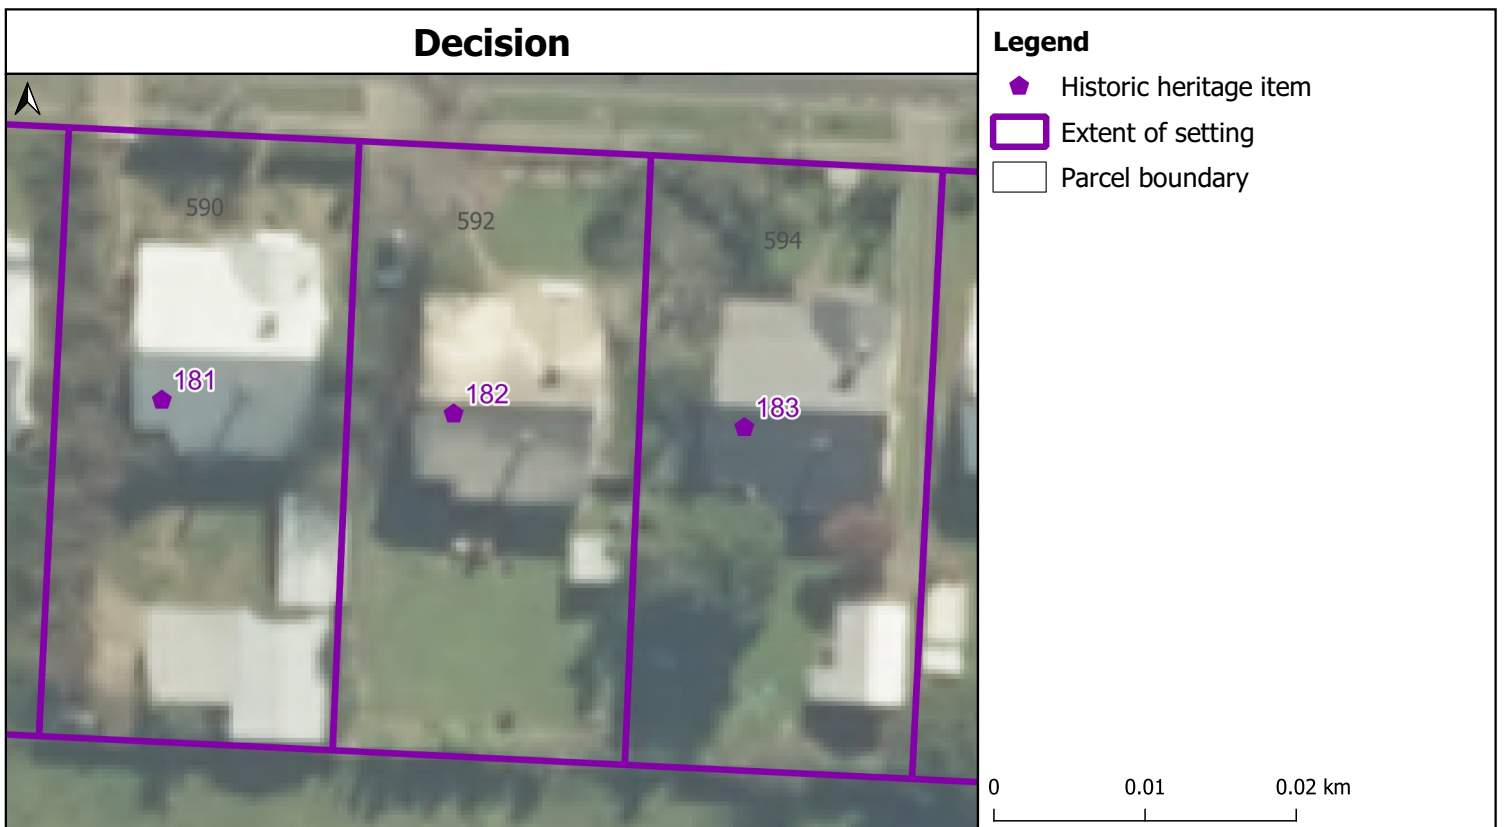 Decision
590
592
594
181
182
183
Legend
Historic heritage item
Extent of setting
Parcel boundary
0 0.01 0.02 km